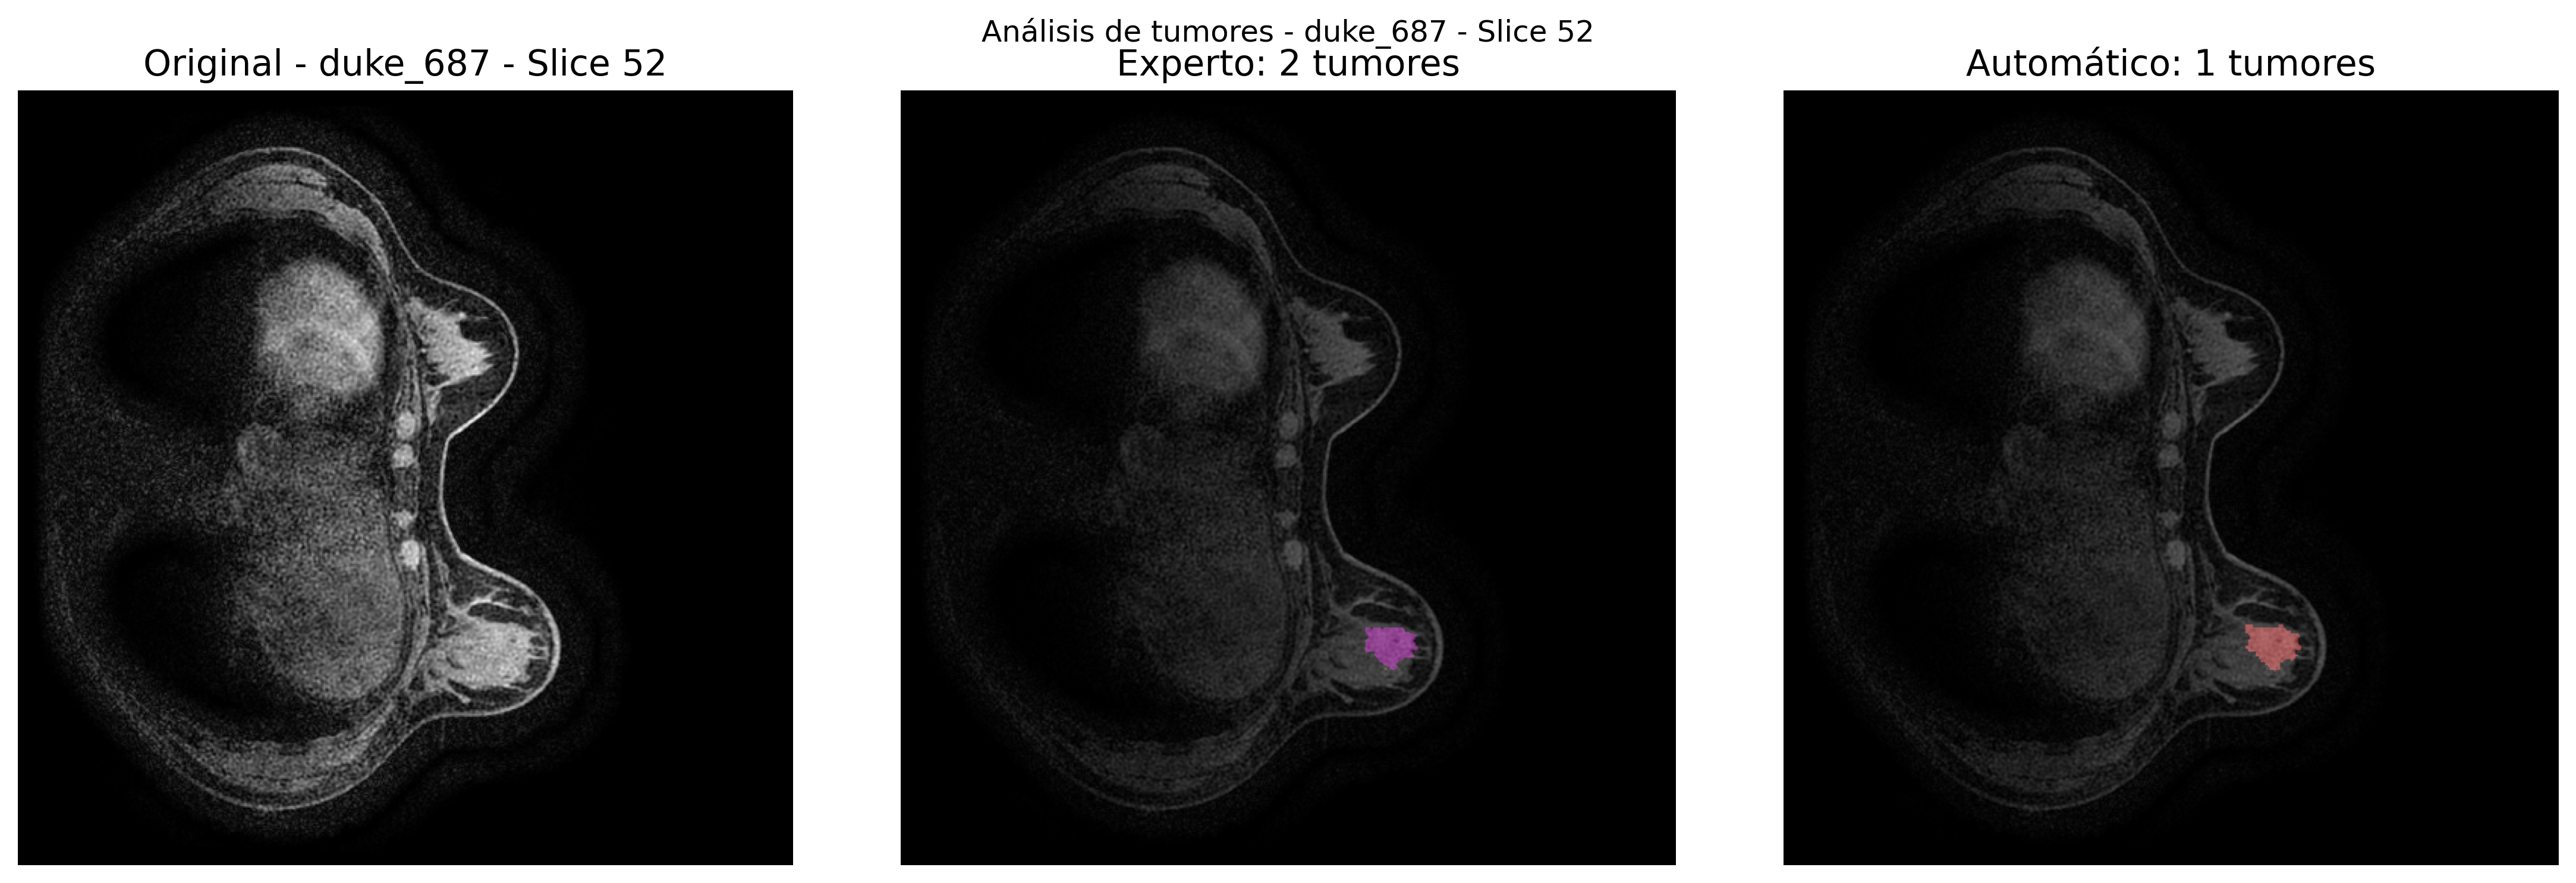 Análisis de tumores - duke_687 - Slice 52
Original - duke_687 - Slice 52
Experto: 2 tumores
Automático: 1 tumores